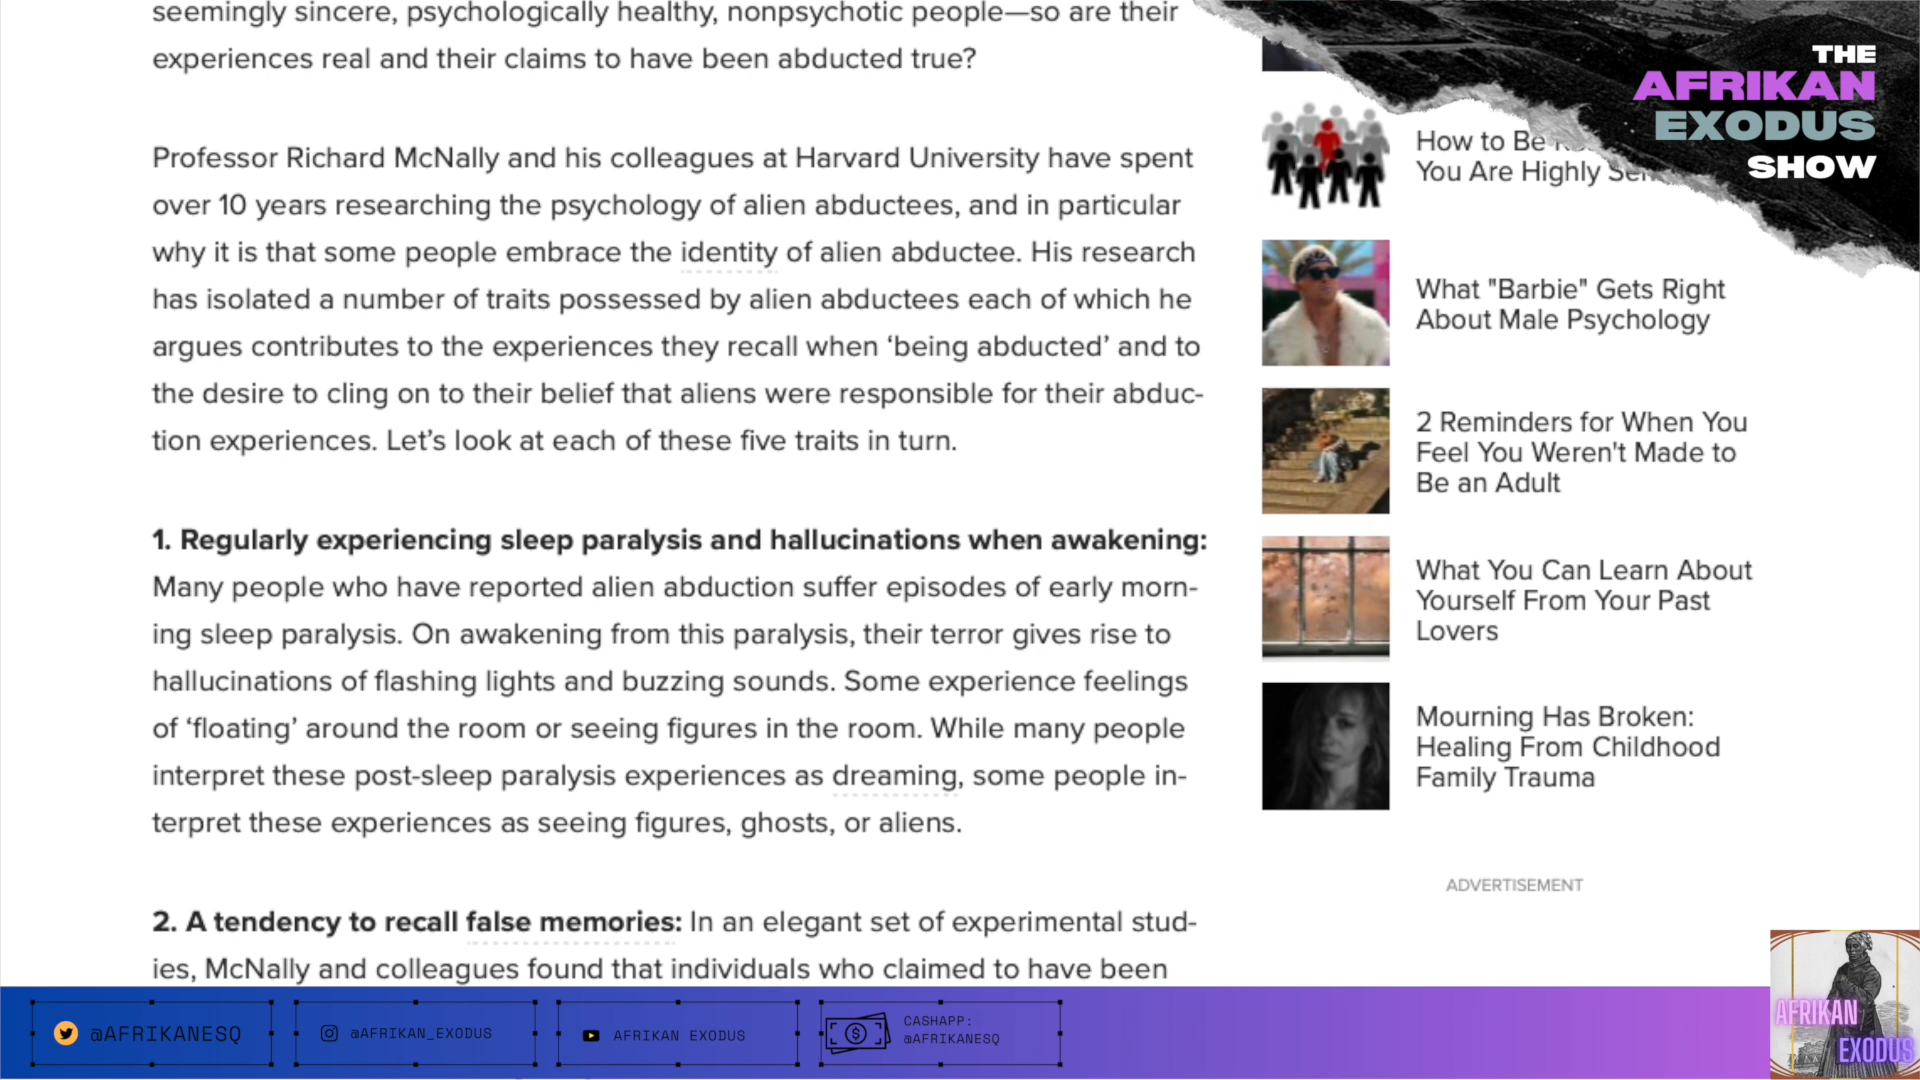 seemingly sincere, psychologically healthy, nonpsychotic people—so are their
experiences real and their claims to have been abducted true?
Professor Richard McNally and his colleagues at Harvard University have spent
over 10 years researching the psychology of alien abductees, and in particular
why it is that some people embrace the identity of alien abductee. His research
has isolated a number of traits possessed by alien abductees each of which he
argues contributes to the experiences they recall when ‘being abducted’ and to
the desire to cling on to their belief that aliens were responsible for their abduc-
tion experiences. Let’s look at each of these five traits in turn.
1. Regularly experiencing sleep paralysis and hallucinations when awakening:
Many people who have reported alien abduction suffer episodes of early morn-
ing sleep paralysis. On awakening from this paralysis, their terror gives rise to
hallucinations of flashing lights and buzzing sounds. Some experience feelings
of ‘floating’ around the room or seeing figures in the room. While many people
interpret these post-sleep paralysis experiences as dreaming, some people in-
terpret these experiences as seeing figures, ghosts, or aliens.
2. A tendency to recall false memories: In an elegant set of experimental stud-
ies, McNally and colleagues found that individuals who claimed to have been
How to Be
You Are Highly
What "Barbie" Gets Right
About Male Psychology
2 Reminders for When You
Feel You Weren't Made to
Be an Adult
What You Can Learn About
Yourself From Your Past
Lovers
Mourning Has Broken:
Healing From Childhood
Family Trauma
ADVERTISEMENT
THE
AFRIKAN
EXODUS
SHOW
@AFRIKANESQ
@AFRIKAN_EXODUS
AFRIKAN EXODUS
CASHAPP:
@AFRIKANESQ
AFRIKAN
EXODUS